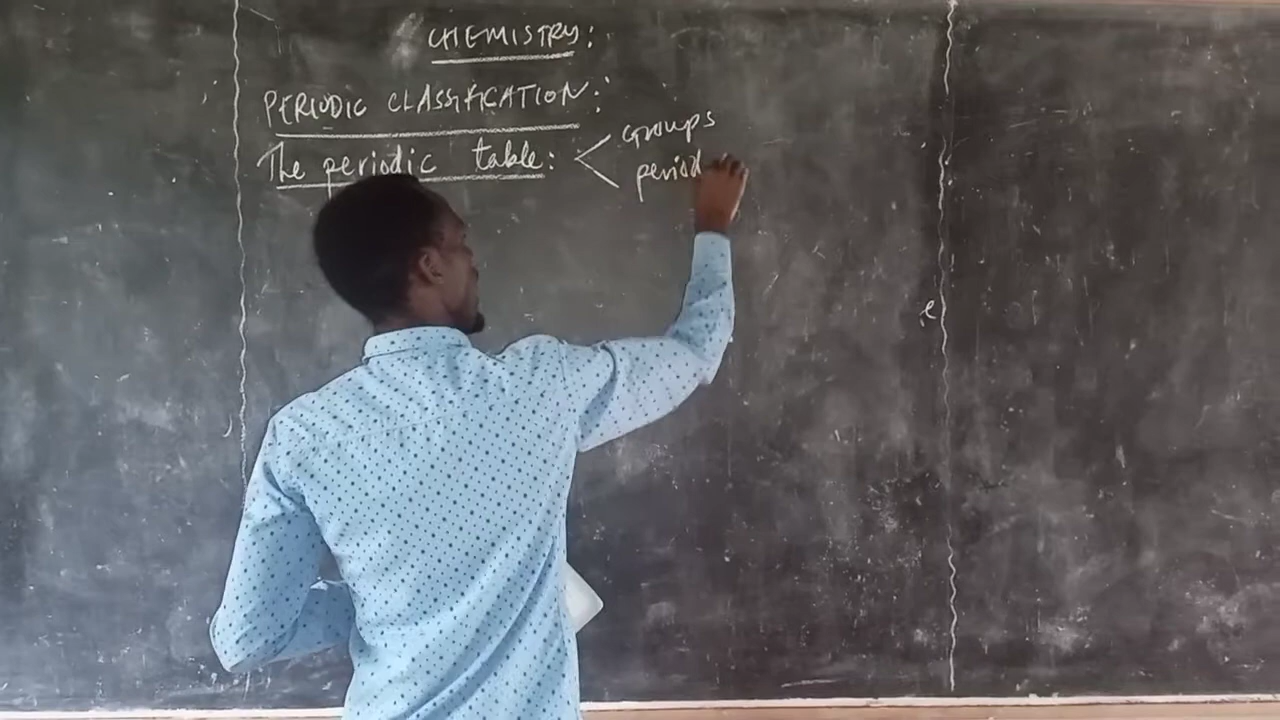 CHEMISTRY:
PERIODIC CLASSIFICATION:
The periodic table: < Groups
period
e